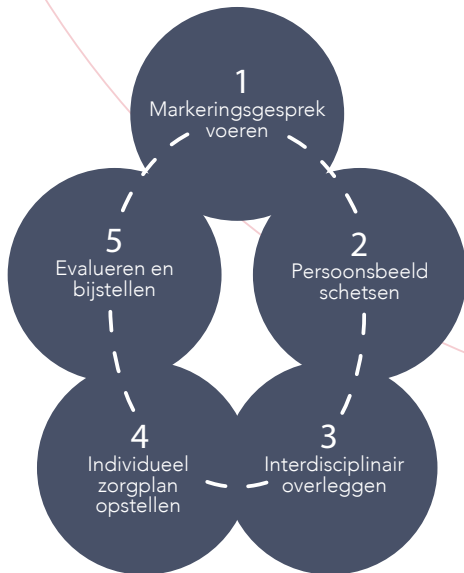 1
Markeringsgesprek
voeren
2
Persoonsbeeld
schetsen
3
Interdisciplinair
overleggen
4
Individueel
zorgplan
opstellen
5
Evalueren en
bijstellen